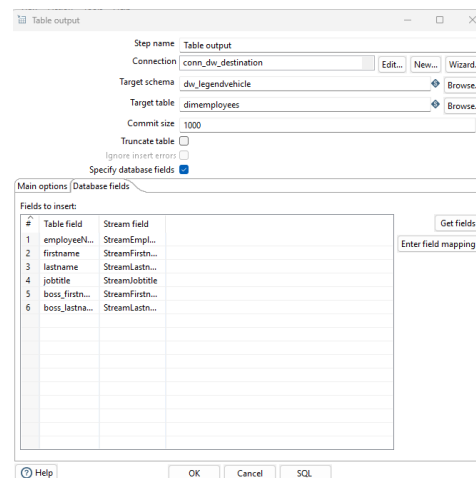 Table output
Step name Table output
Connection conn_dw_destination Edit... New... Wizard.
Target schema dw_legendvehicle Browse.
Target table dimemployees Browse.
Commit size 1000
Truncate table
Ignore insert errors
Specify database fields
Main options Database fields
Fields to insert:
# Table field Stream field Get fields
1 employeeN... StreamEmpl... Enter field mapping
2 firstname StreamFirstn...
3 lastname StreamLastn...
4 jobtitle StreamJobtitle
5 boss_firstn... StreamFirstn...
6 boss_lastna... StreamLastn...
Help OK Cancel SQL